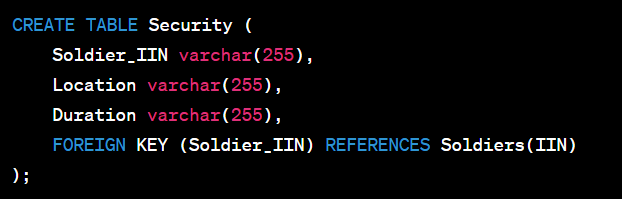 CREATE TABLE Security (
    Soldier_IIN varchar(255),
    Location varchar(255),
    Duration varchar(255),
    FOREIGN KEY (Soldier_IIN) REFERENCES Soldiers(IIN)
);